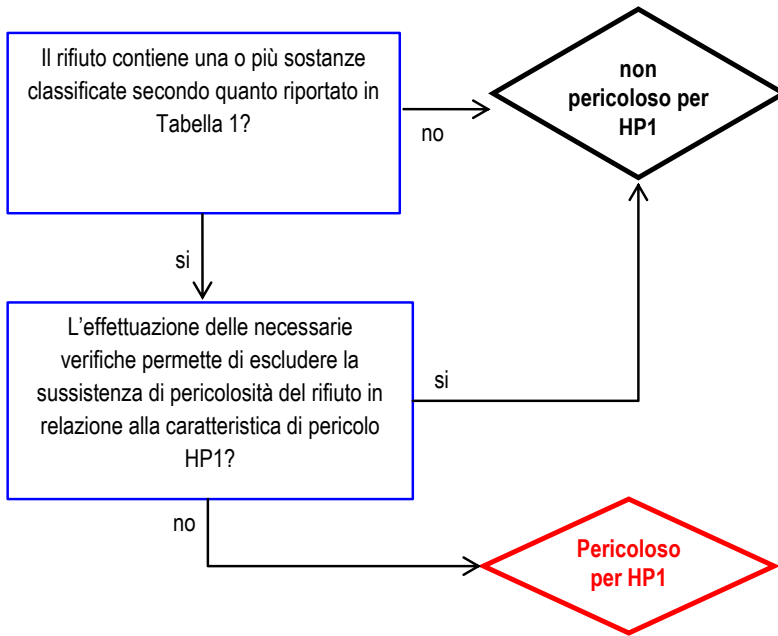 Il rifiuto contiene una o più sostanze
classificate secondo quanto riportato in
Tabella 1?
non
pericoloso per
HP1
no
si
L'effettuazione delle necessarie
verifiche permette di escludere la
sussistenza di pericolosità del rifiuto in
relazione alla caratteristica di pericolo
HP1?
si
no
Pericoloso
per HP1